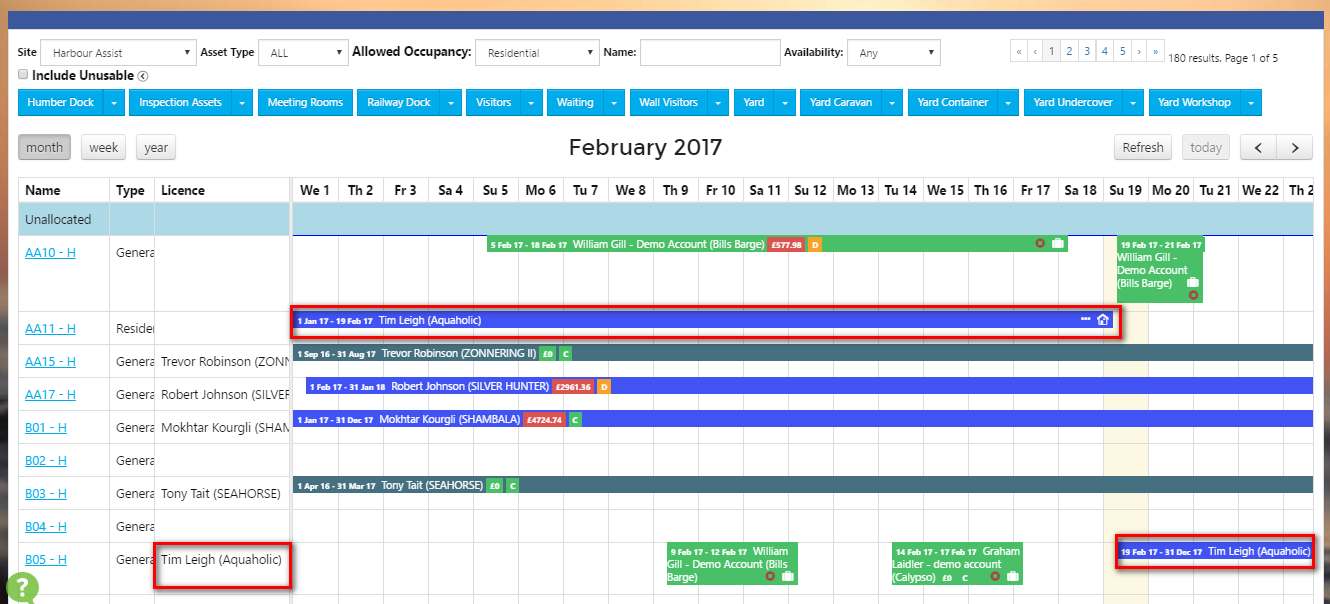 Site Harbour Assist Asset Type ALL Allowed Occupancy: Residential Name: Availability: Any « ‹ 1 2 3 4 5 › » 180 results. Page 1 of 5
Include Unusable
Humber Dock Inspection Assets Meeting Rooms Railway Dock Visitors Waiting Wall Visitors Yard Yard Caravan Yard Container Yard Undercover Yard Workshop
month week year February 2017 Refresh today < >
Name Type Licence We 1 Th 2 Fr 3 Sa 4 Su 5 Mo 6 Tu 7 We 8 Th 9 Fr 10 Sa 11 Su 12 Mo 13 Tu 14 We 15 Th 16 Fr 17 Sa 18 Su 19 Mo 20 Tu 21 We 22 Th 2
Unallocated
AA10 - H Genera 5 Feb 17 - 18 Feb 17 William Gill - Demo Account (Bills Barge) £577.98 D 19 Feb 17 - 21 Feb 17
William Gill -
Demo Account
(Bills Barge)
AA11 - H Resider 1 Jan 17 - 19 Feb 17 Tim Leigh (Aquaholic)
AA15 - H Genera Trevor Robinson (ZONN 1 Sep 16 - 31 Aug 17 Trevor Robinson (ZONNERING II) £0 C
AA17 - H Genera Robert Johnson (SILVEF 1 Feb 17 - 31 Jan 18 Robert Johnson (SILVER HUNTER) £2961.36 D
B01 - H Genera Mokhtar Kourgli (SHAM 1 Jan 17 - 31 Dec 17 Mokhtar Kourgli (SHAMBALA) £4724.74 C
B02 - H Genera
B03 - H Genera Tony Tait (SEAHORSE) 1 Apr 16 - 31 Mar 17 Tony Tait (SEAHORSE) £0 C
B04 - H Genera
B05 - H Genera Tim Leigh (Aquaholic) 9 Feb 17 - 12 Feb 17 William 14 Feb 17 - 17 Feb 17 Graham 19 Feb 17 - 31 Dec 17 Tim Leigh (Aquaholic)
Gill - Demo Account (Bills Laidler - demo account
Barge) (Calypso) £0 C
?